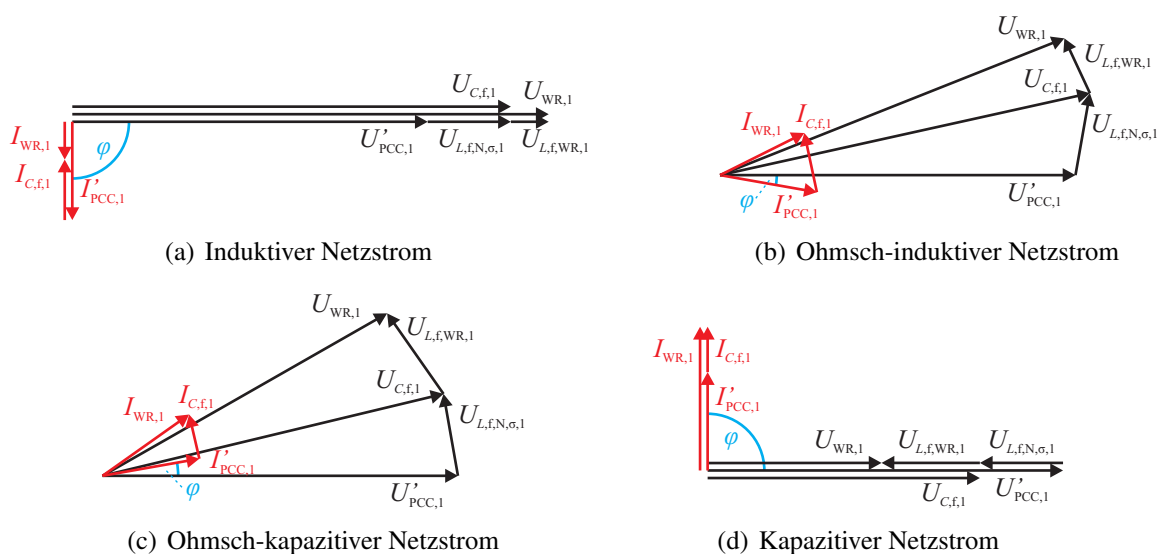 U_C,f,1
U_WR,1
I_WR,1
φ
U'_PCC,1
U_L,f,N,σ,1
U_L,f,WR,1
I_C,f,1
I'_PCC,1
(a) Induktiver Netzstrom
U_WR,1
U_L,f,WR,1
U_C,f,1
I_WR,1
I_C,f,1
U_L,f,N,σ,1
φ
I'_PCC,1
U'_PCC,1
(b) Ohmsch-induktiver Netzstrom
U_WR,1
U_L,f,WR,1
U_C,f,1
I_WR,1
I_C,f,1
U_L,f,N,σ,1
I'_PCC,1
φ
U'_PCC,1
(c) Ohmsch-kapazitiver Netzstrom
I_WR,1
I_C,f,1
I'_PCC,1
φ
U_WR,1
U_L,f,WR,1
U_L,f,N,σ,1
U_C,f,1
U'_PCC,1
(d) Kapazitiver Netzstrom